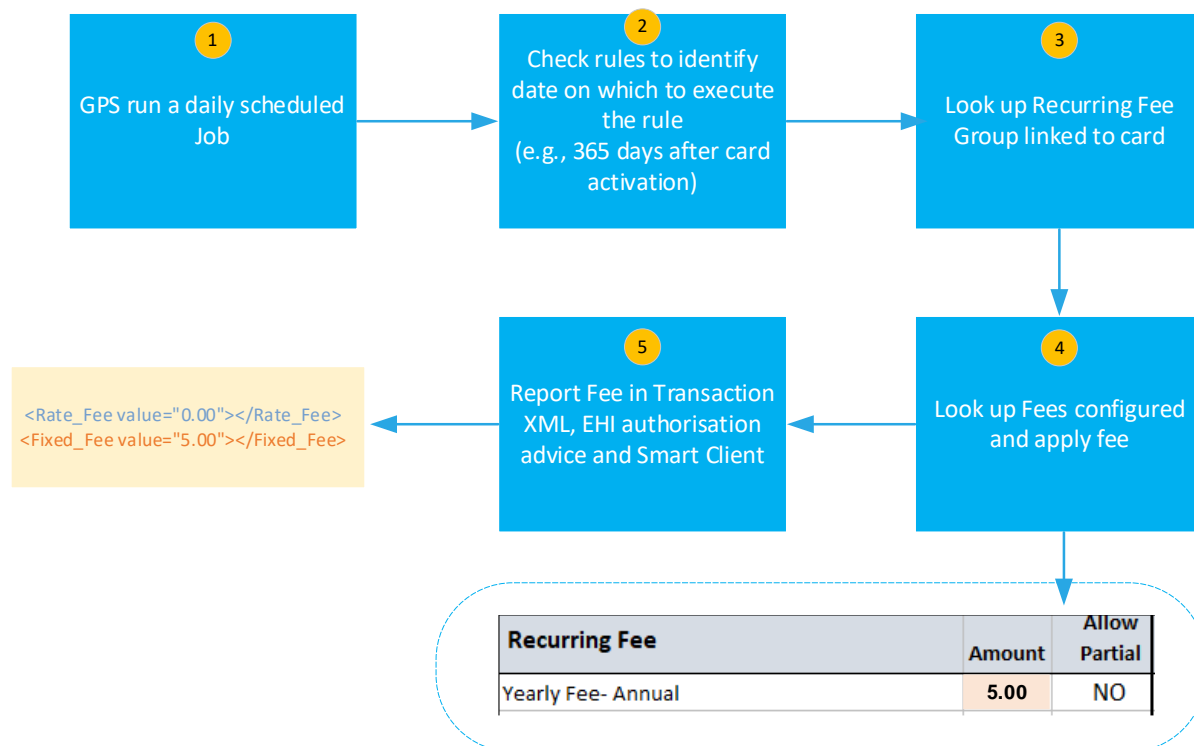 1
GPS run a daily scheduled
Job
2
Check rules to identify
date on which to execute
the rule
(e.g., 365 days after card
activation)
3
Look up Recurring Fee
Group linked to card
4
Look up Fees configured
and apply fee
5
Report Fee in Transaction
XML, EHI authorisation
advice and Smart Client
<Rate_Fee value="0.00"></Rate_Fee>
<Fixed_Fee value="5.00"></Fixed_Fee>
Recurring Fee Amount Allow
Partial
Yearly Fee- Annual 5.00 NO